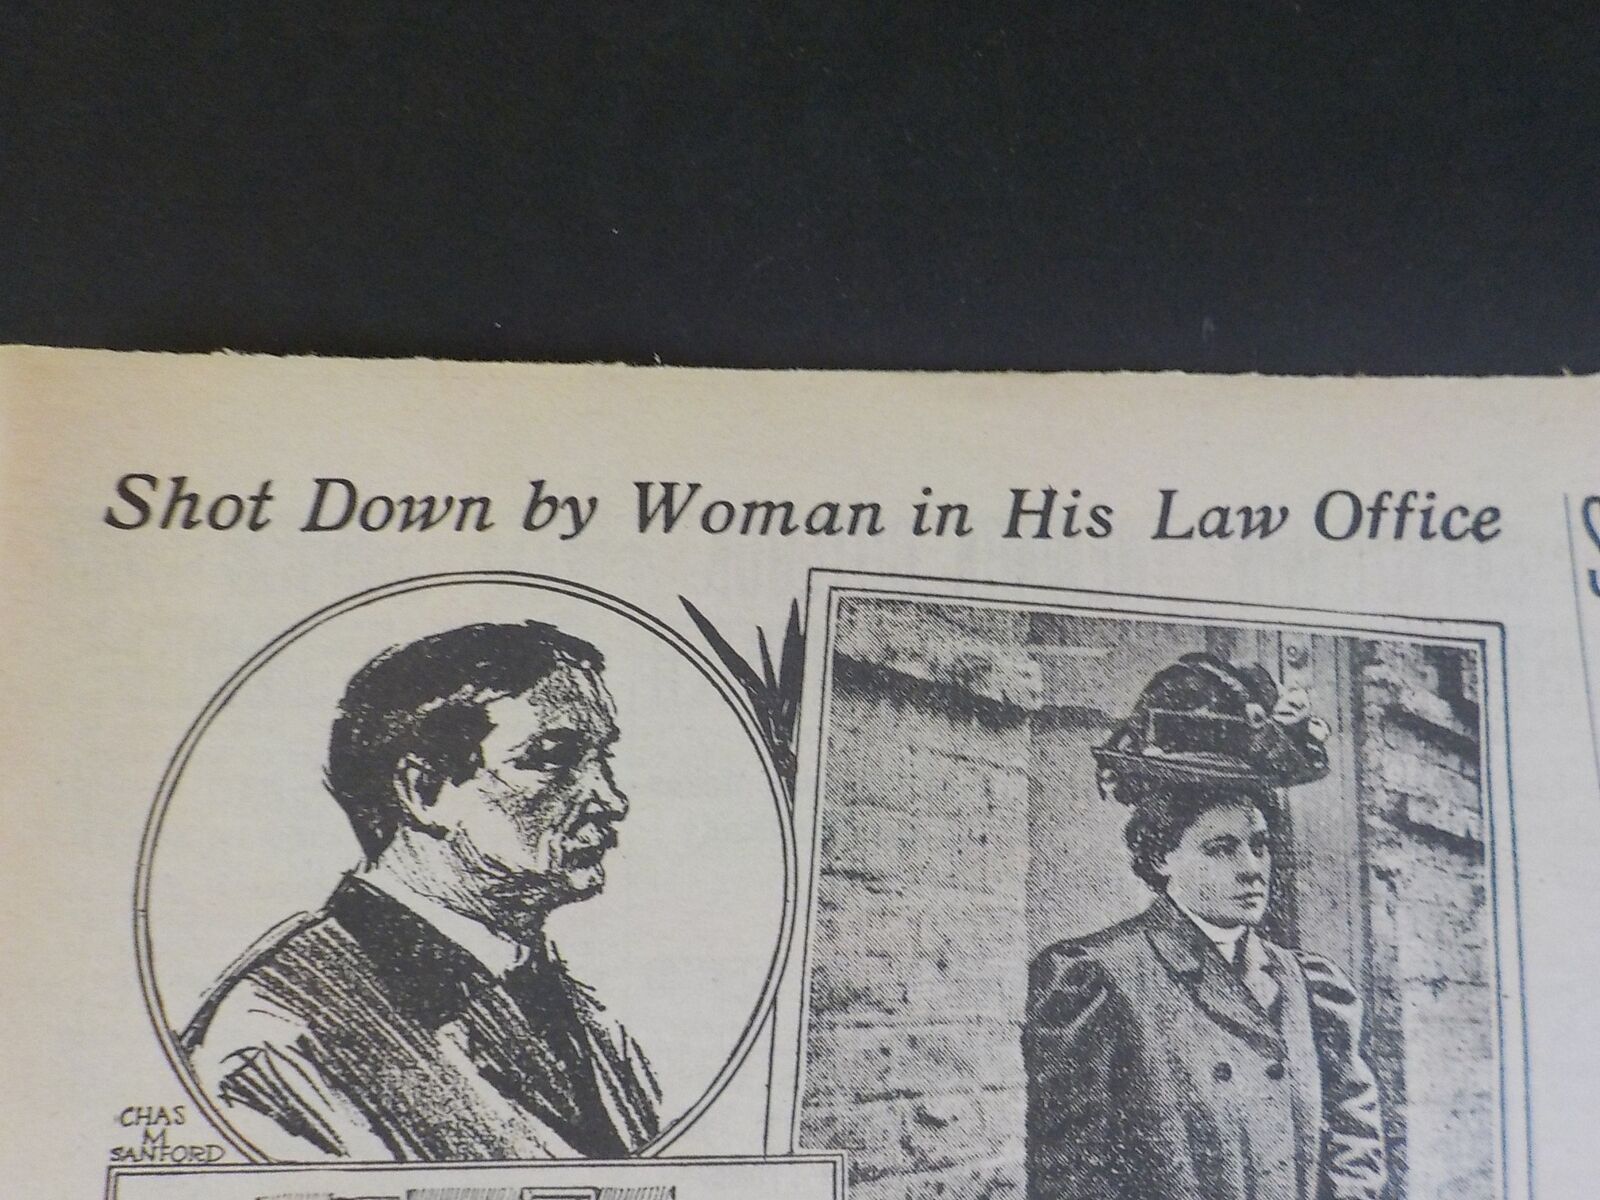 Shot Down by Woman in His Law Office
CHAS
M
SANFORD